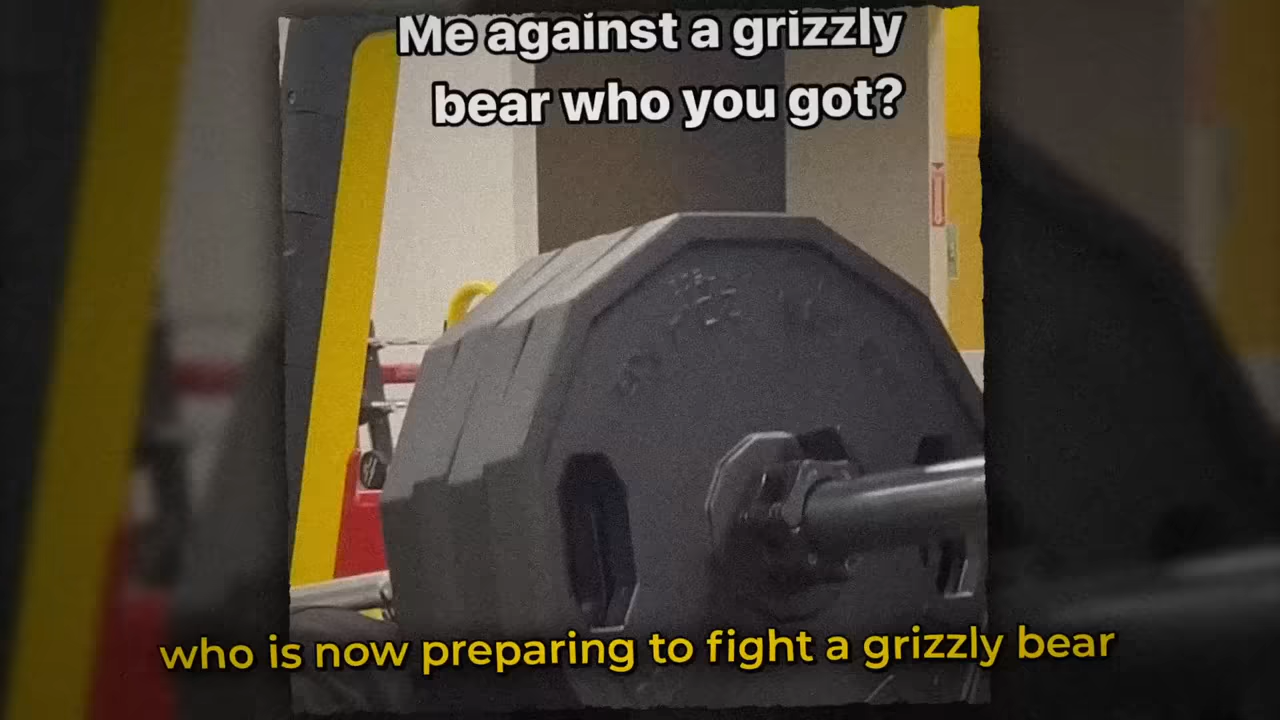 Me against a grizzly
bear who you got?
who is now preparing to fight a grizzly bear